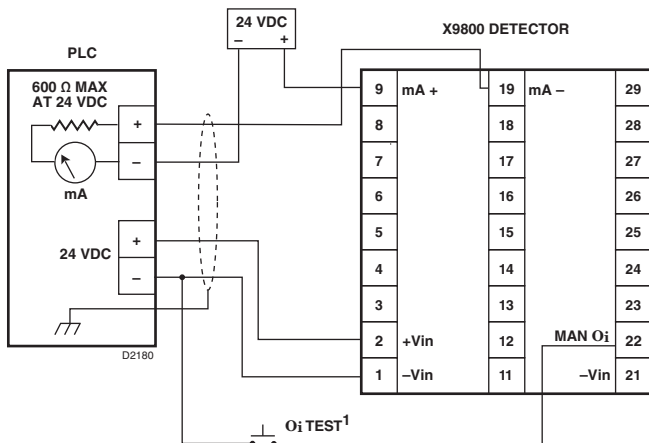 24 VDC
– +
PLC
X9800 DETECTOR
600 Ω MAX
AT 24 VDC
+
–
mA
24 VDC
+
–
D2180
9 mA + 19 mA – 29
8 18 28
7 17 27
6 16 26
5 15 25
4 14 24
3 13 23
2 +Vin 12 MAN Oi 22
1 –Vin 11 –Vin 21
Oi TEST1